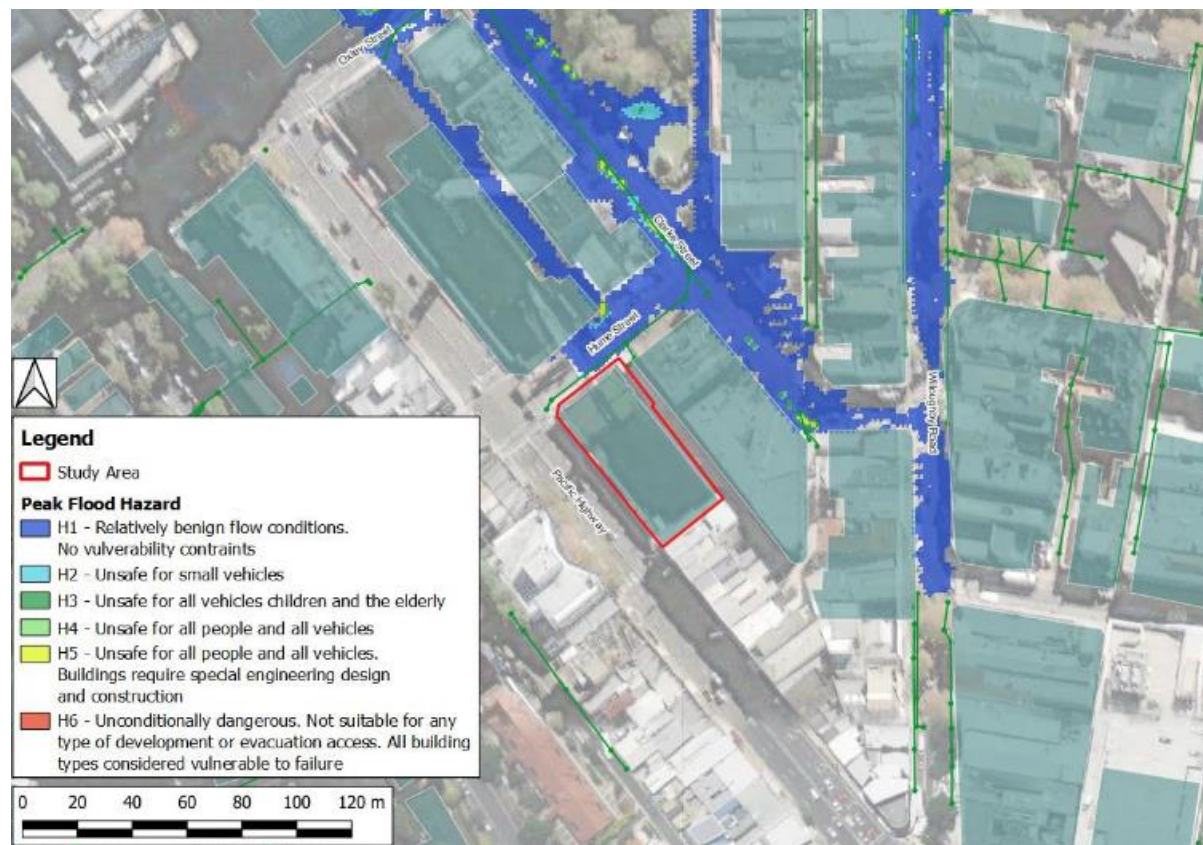 Oxley Street
Clarke Street
Hume Street
Willoughby Road
Pacific Highway
Legend
Study Area
Peak Flood Hazard
H1 - Relatively benign flow conditions.
No vulverability contraints
H2 - Unsafe for small vehicles
H3 - Unsafe for all vehicles children and the elderly
H4 - Unsafe for all people and all vehicles
H5 - Unsafe for all people and all vehicles.
Buildings require special engineering design
and construction
H6 - Unconditionally dangerous. Not suitable for any
type of development or evacuation access. All building
types considered vulnerable to failure
0 20 40 60 80 100 120 m